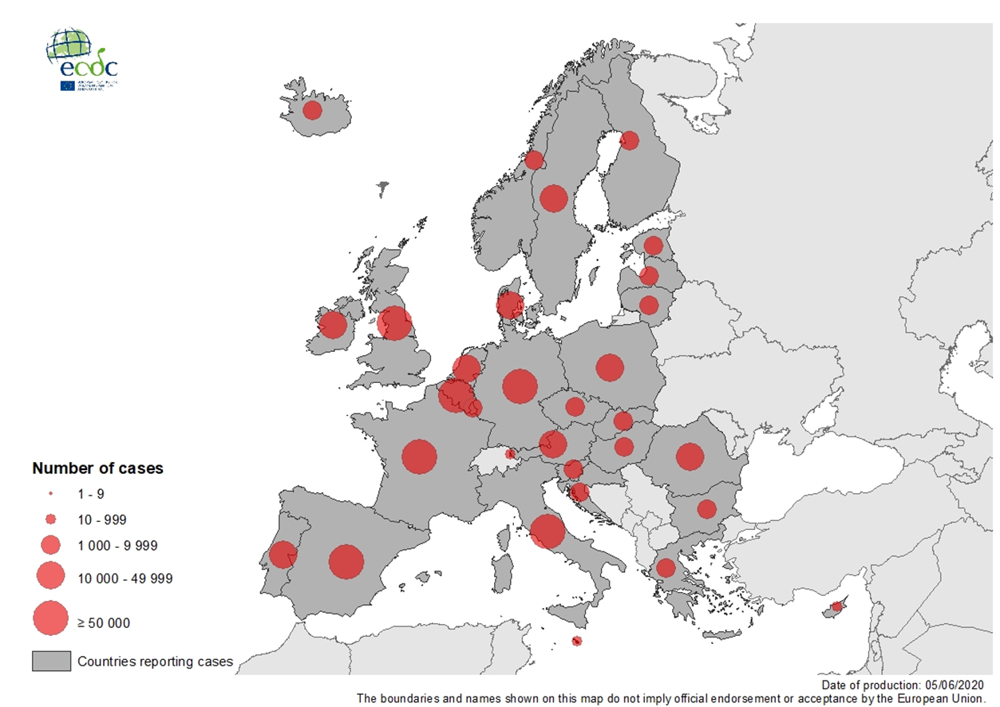 ecdc
Number of cases
1 - 9
10 - 999
1 000 - 9 999
10 000 - 49 999
≥ 50 000
Countries reporting cases
Date of production: 05/06/2020
The boundaries and names shown on this map do not imply official endorsement or acceptance by the European Union.